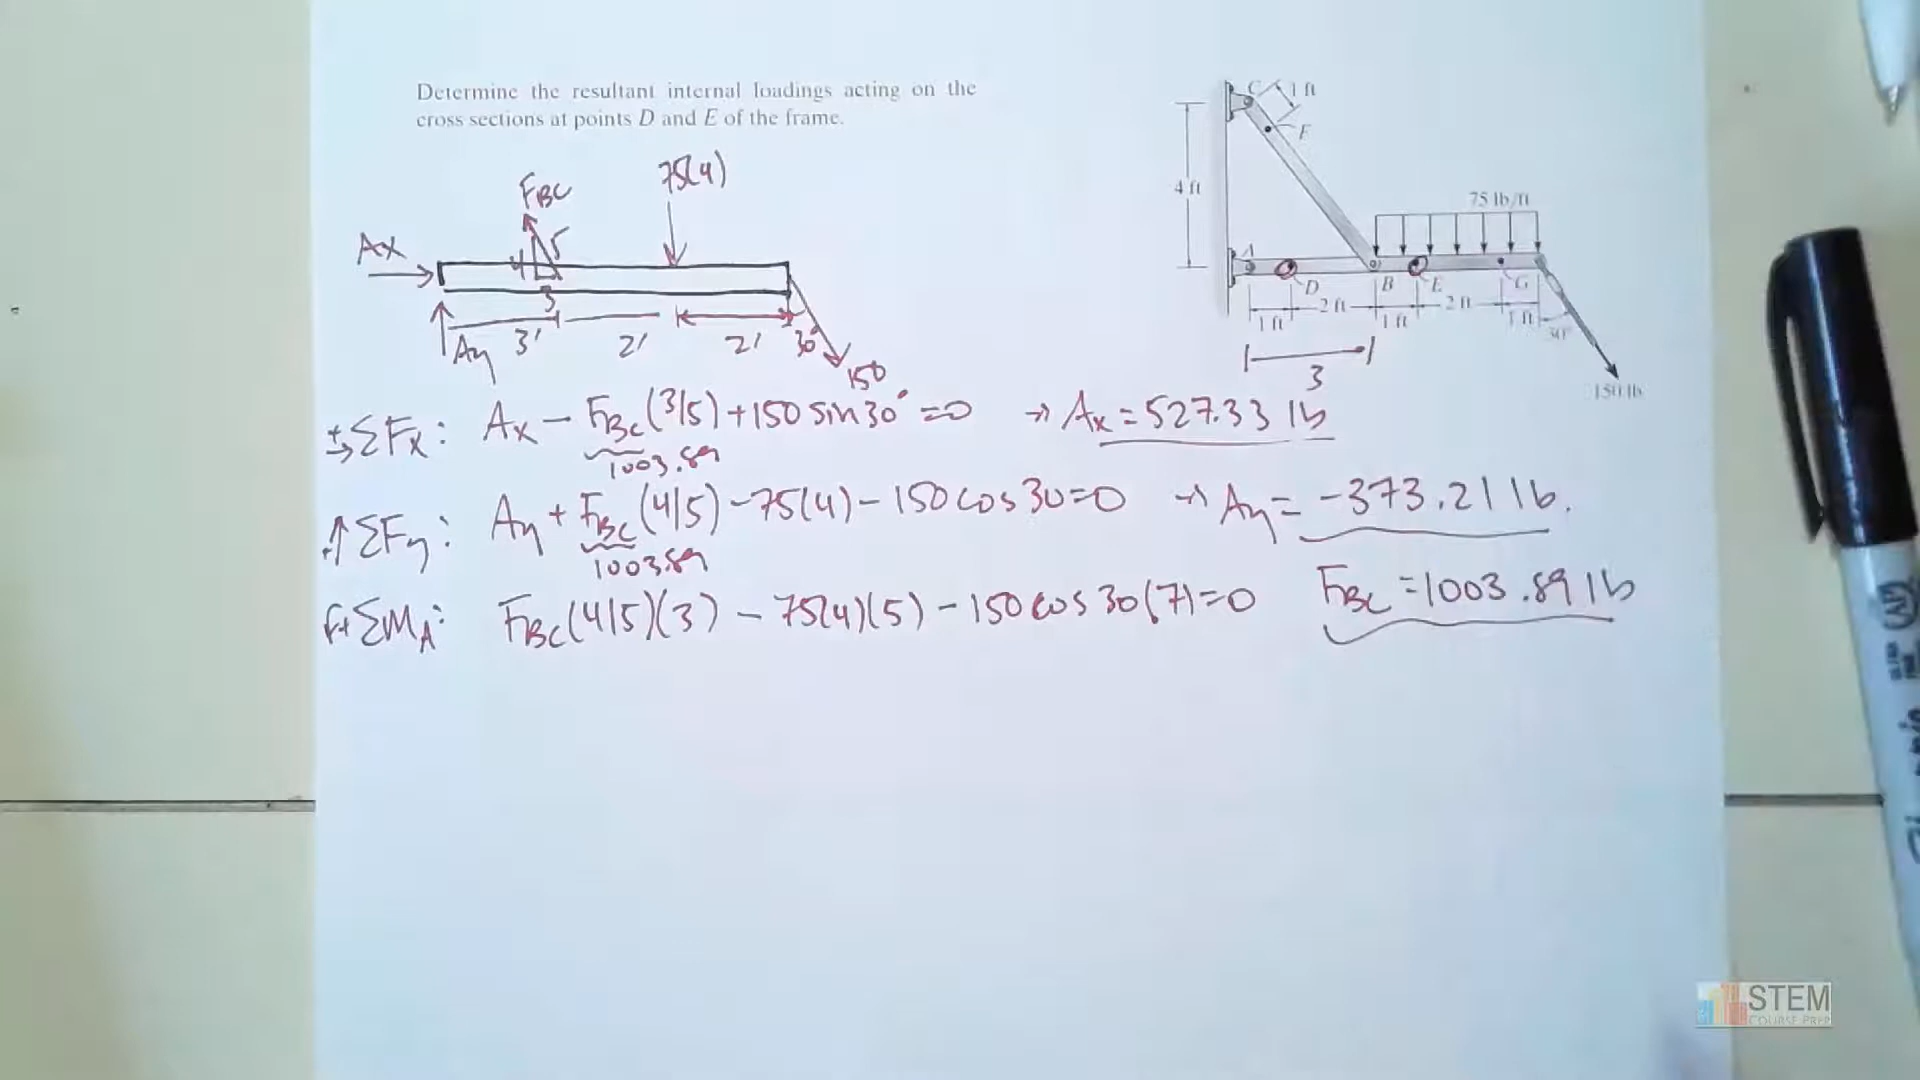 Determine the resultant internal loadings acting on the
cross sections at points D and E of the frame.
FBC
75(4)
Ax
4
5
3
Ay
3'
2'
2'
30°
150
C
1 ft
F
4 ft
75 lb/ft
A
D
B
E
G
1 ft
2 ft
1 ft
2 ft
1 ft
30°
150 lb
3
→+ΣFx: Ax - FBC(3/5) + 150 sin30° = 0 → Ax = 527.33 lb
1003.89
+↑ΣFy: Ay + FBC(4/5) - 75(4) - 150 cos 30 = 0 → Ay = -373.21 lb.
1003.89
+ΣMA: FBC(4/5)(3) - 75(4)(5) - 150 cos 30(7) = 0 FBC = 1003.89 lb
STEM
COURSE PREP